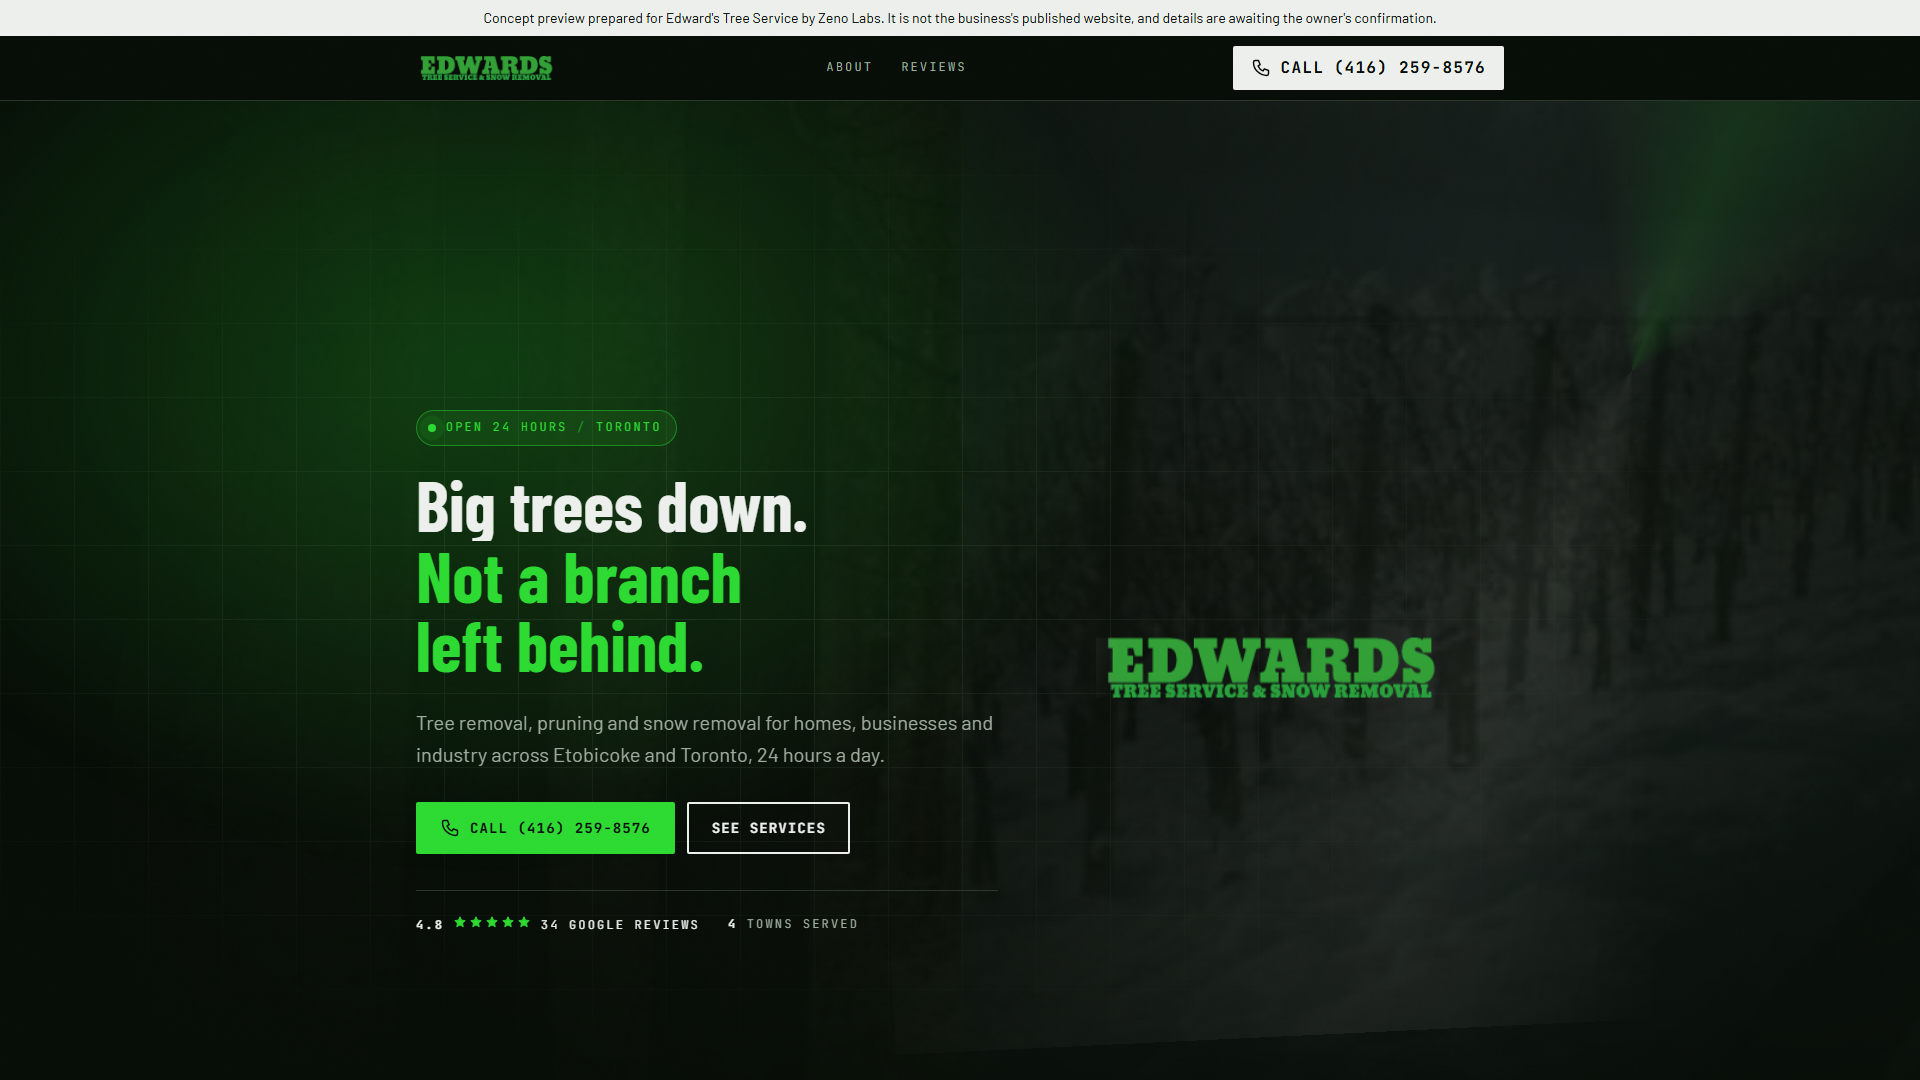 Concept preview prepared for Edward's Tree Service by Zeno Labs. It is not the business's published website, and details are awaiting the owner's confirmation.
EDWARDS
TREE SERVICE & SNOW REMOVAL
ABOUT
REVIEWS
CALL (416) 259-8576
OPEN 24 HOURS / TORONTO
Big trees down.
Not a branch
left behind.
Tree removal, pruning and snow removal for homes, businesses and
industry across Etobicoke and Toronto, 24 hours a day.
CALL (416) 259-8576
SEE SERVICES
4.8 ★★★★★ 34 GOOGLE REVIEWS
4 TOWNS SERVED
EDWARDS
TREE SERVICE & SNOW REMOVAL